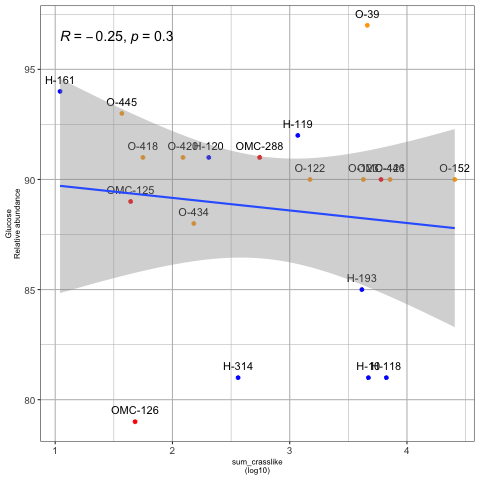 R = −0.25, p = 0.3
O-39
H-161
O-445
H-119
O-418
O-420
H-120
OMC-288
O-122
O-152
OMC-125
O-434
H-193
H-314
H-118
OMC-126
95
90
85
80
1
2
3
4
Glucose
Relative abundance
sum_crasslike
(log10)